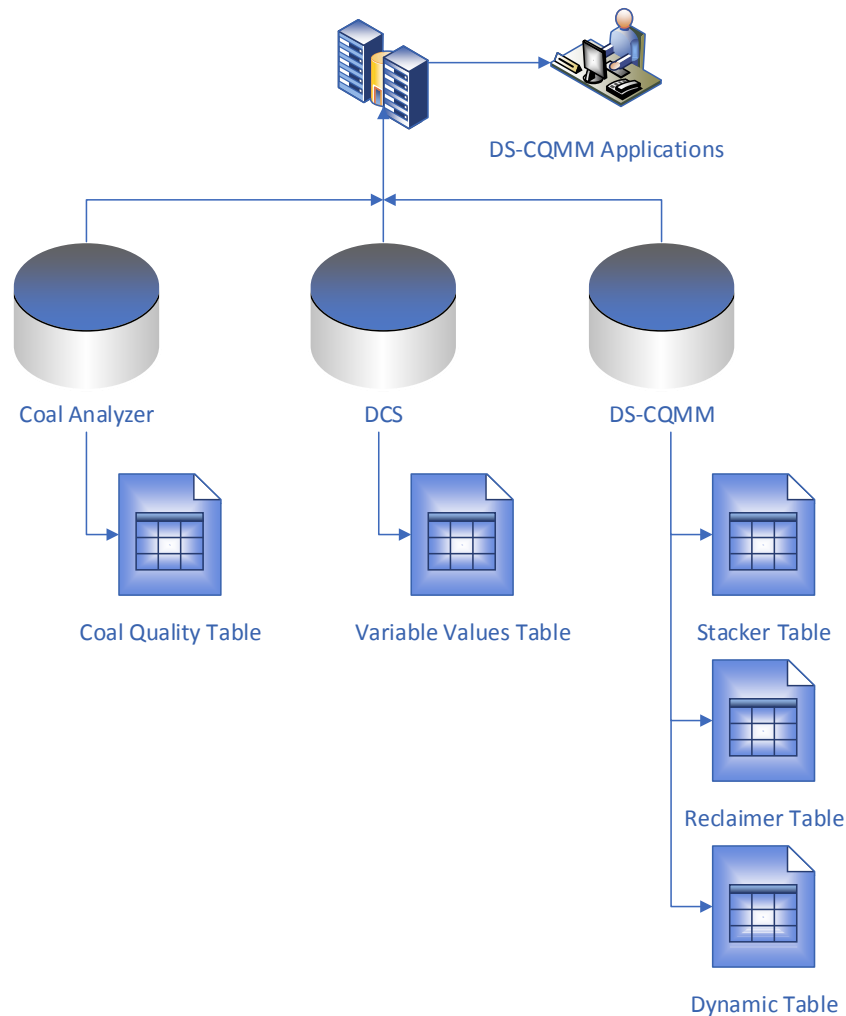 DS-CQMM Applications
Coal Analyzer
DCS
DS-CQMM
Coal Quality Table
Variable Values Table
Stacker Table
Reclaimer Table
Dynamic Table